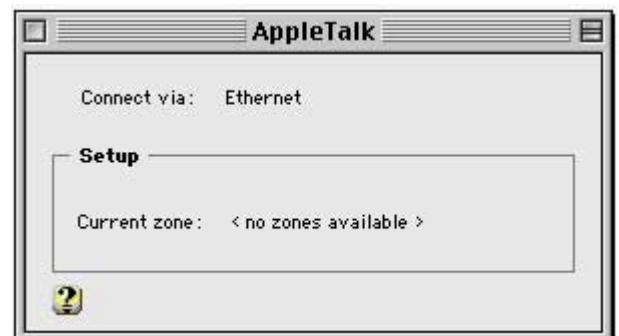 AppleTalk
Connect via: Ethernet
Setup
Current zone: < no zones available >
?